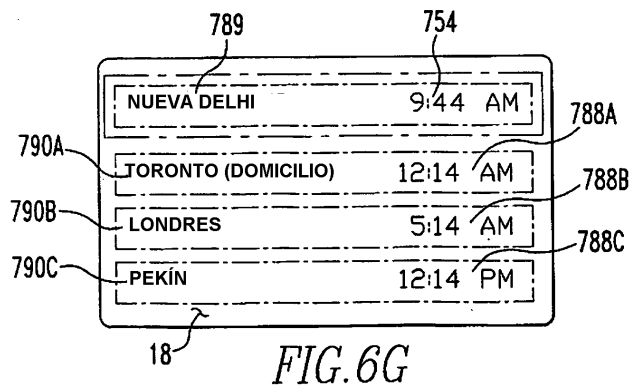 789 754
NUEVA DELHI 9:44 AM
788A
790A
TORONTO (DOMICILIO) 12:14 AM
788B
790B
LONDRES 5:14 AM
788C
790C
PEKÍN 12:14 PM
18
FIG.6G